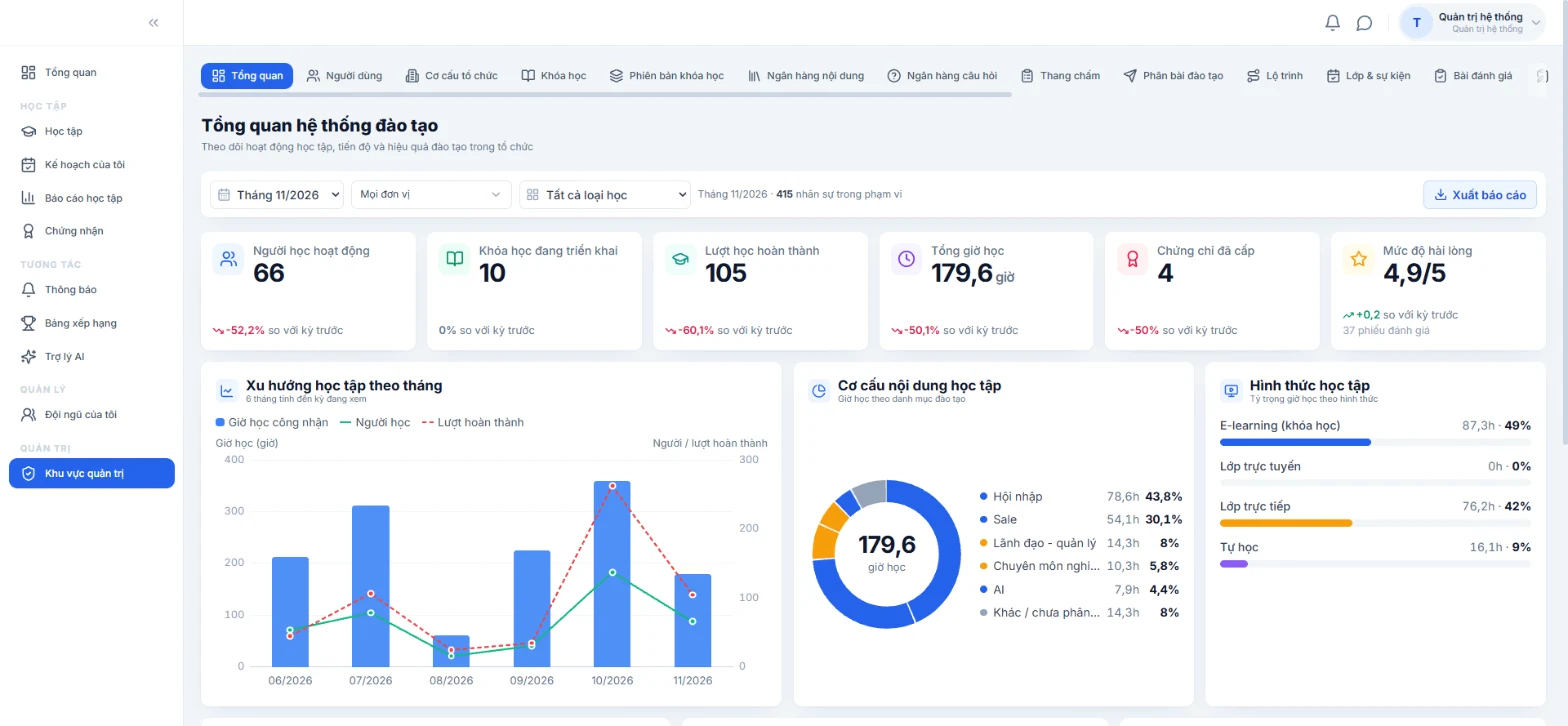 Tổng quan
HỌC TẬP
Học tập
Kế hoạch của tôi
Báo cáo học tập
Chứng nhận
TƯƠNG TÁC
Thông báo
Bảng xếp hạng
Trợ lý AI
QUẢN LÝ
Đội ngũ của tôi
QUẢN TRỊ
Khu vực quản trị
T
Quản trị hệ thống
Quản trị hệ thống
Tổng quan
Người dùng
Cơ cấu tổ chức
Khóa học
Phiên bản khóa học
Ngân hàng nội dung
Ngân hàng câu hỏi
Thang chấm
Phân bài đào tạo
Lộ trình
Lớp & sự kiện
Bài đánh giá
Tổng quan hệ thống đào tạo
Theo dõi hoạt động học tập, tiến độ và hiệu quả đào tạo trong tổ chức
Tháng 11/2026
Mọi đơn vị
Tất cả loại học
Tháng 11/2026 · 415 nhân sự trong phạm vi
Xuất báo cáo
Người học hoạt động
66
-52,2% so với kỳ trước
Khóa học đang triển khai
10
0% so với kỳ trước
Lượt học hoàn thành
105
-60,1% so với kỳ trước
Tổng giờ học
179,6 giờ
-50,1% so với kỳ trước
Chứng chỉ đã cấp
4
-50% so với kỳ trước
Mức độ hài lòng
4,9/5
+0,2 so với kỳ trước
37 phiếu đánh giá
Xu hướng học tập theo tháng
6 tháng tính đến kỳ đang xem
Giờ học công nhận
Người học
Lượt hoàn thành
Giờ học (giờ)
Người / lượt hoàn thành
400
300
200
100
0
300
200
100
0
06/2026
07/2026
08/2026
09/2026
10/2026
11/2026
Cơ cấu nội dung học tập
Giờ học theo danh mục đào tạo
179,6
giờ học
Hội nhập 78,6h 43,8%
Sale 54,1h 30,1%
Lãnh đạo - quản lý 14,3h 8%
Chuyên môn nghi... 10,3h 5,8%
AI 7,9h 4,4%
Khác / chưa phân... 14,3h 8%
Hình thức học tập
Tỷ trọng giờ học theo hình thức
E-learning (khóa học) 87,3h · 49%
Lớp trực tuyến 0h · 0%
Lớp trực tiếp 76,2h · 42%
Tự học 16,1h · 9%